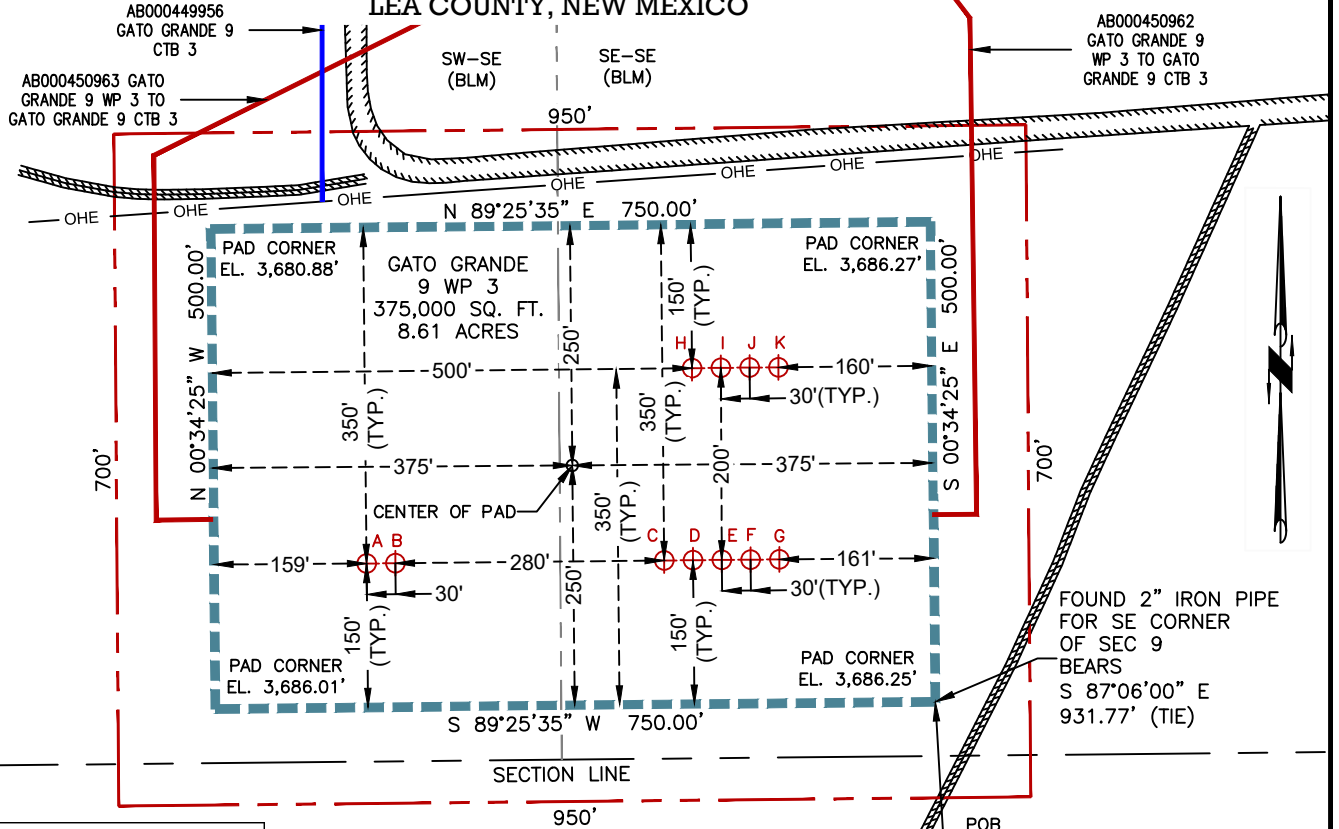 LEA COUNTY, NEW MEXICO
AB000449956
GATO GRANDE 9
CTB 3
AB000450963 GATO
GRANDE 9 WP 3 TO
GATO GRANDE 9 CTB 3
SW-SE
(BLM)
SE-SE
(BLM)
AB000450962
GATO GRANDE 9
WP 3 TO GATO
GRANDE 9 CTB 3
950'
OHE
OHE
OHE
OHE
OHE
OHE
OHE
N 89°25'35" E 750.00'
PAD CORNER
EL. 3,680.88'
GATO GRANDE
9 WP 3
375,000 SQ. FT.
8.61 ACRES
PAD CORNER
EL. 3,686.27'
N 00°34'25" W 500.00'
S 00°34'25" E 500.00'
700'
700'
250'
150'
(TYP.)
H I J K
500'
160'
30'(TYP.)
350'
(TYP.)
350'
(TYP.)
200'
375'
375'
CENTER OF PAD
350'
(TYP.)
A B
C D E F G
159'
280'
161'
30'
30'(TYP.)
250'
150'
(TYP.)
150'
(TYP.)
PAD CORNER
EL. 3,686.01'
PAD CORNER
EL. 3,686.25'
FOUND 2" IRON PIPE
FOR SE CORNER
OF SEC 9
BEARS
S 87°06'00" E
931.77' (TIE)
S 89°25'35" W 750.00'
SECTION LINE
950'
POB